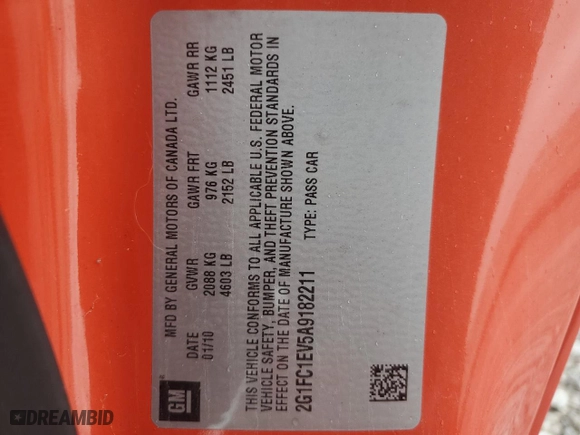 MFD BY GENERAL MOTORS OF CANADA LTD.
DATE GVWR GAWR FRT GAWR RR
01/10 2088 KG 976 KG 1112 KG
4603 LB 2152 LB 2451 LB
GM
THIS VEHICLE CONFORMS TO ALL APPLICABLE U.S. FEDERAL MOTOR
VEHICLE SAFETY, BUMPER, AND THEFT PREVENTION STANDARDS IN
EFFECT ON THE DATE OF MANUFACTURE SHOWN ABOVE.
2G1FC1EV5A9182211 TYPE: PASS CAR
DREAMBID